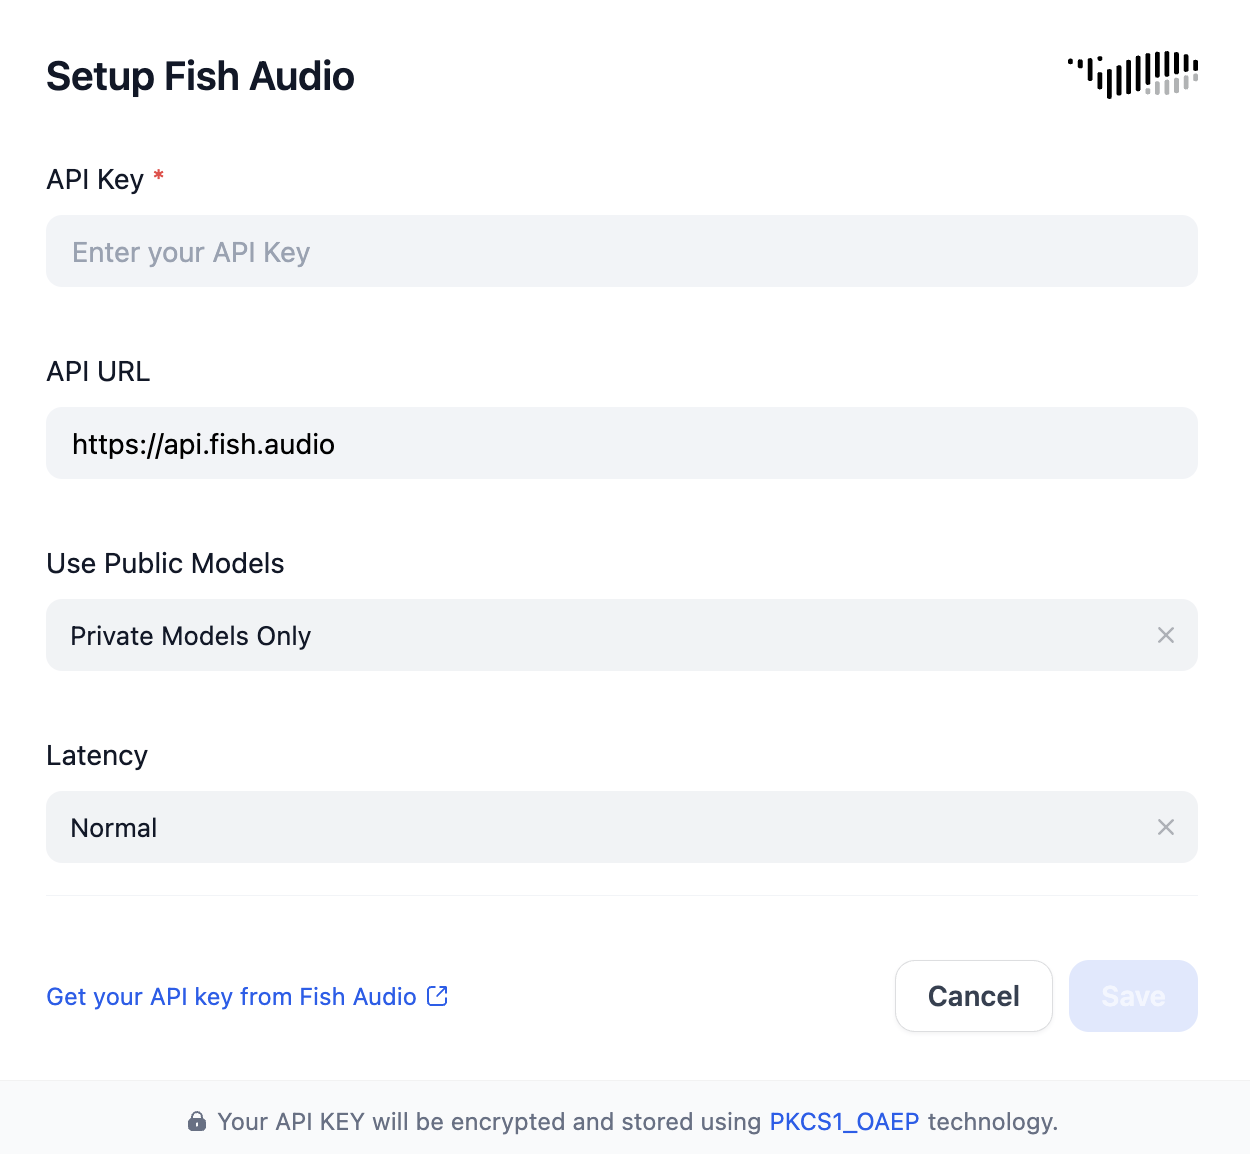 Setup Fish Audio
API Key *
Enter your API Key
API URL
https://api.fish.audio
Use Public Models
Private Models Only
Latency
Normal
Get your API key from Fish Audio
Cancel
Save
Your API KEY will be encrypted and stored using PKCS1_OAEP technology.